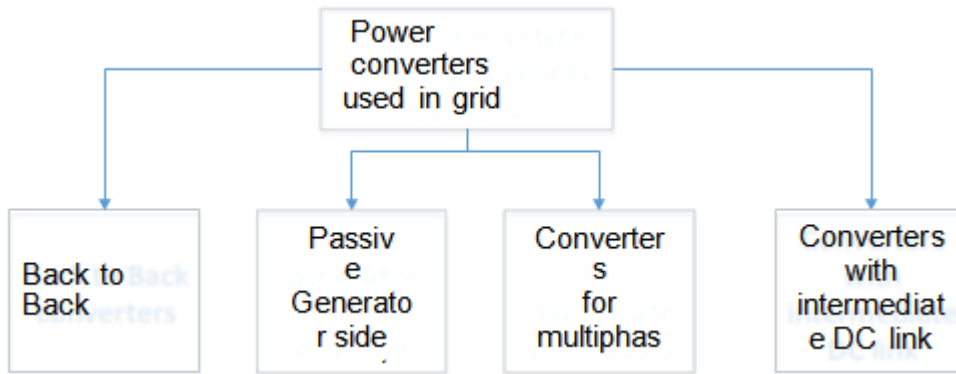 Power
converters
used in grid
Back to
Back
converters
Passiv
e
Generato
r side
Converter
s
for
multiphas
Converters
with
intermediat
e DC link